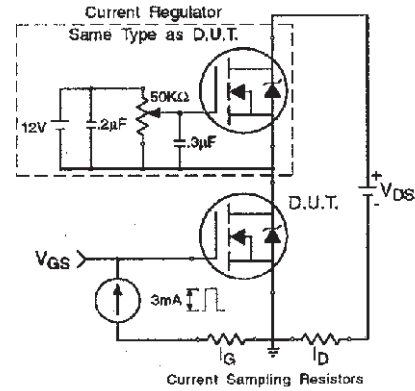 Current Regulator
Same Type as D.U.T.
50KΩ
12V
.2µF
.3µF
+
VDS
-
D.U.T.
VGS
3mA
IG
ID
Current Sampling Resistors